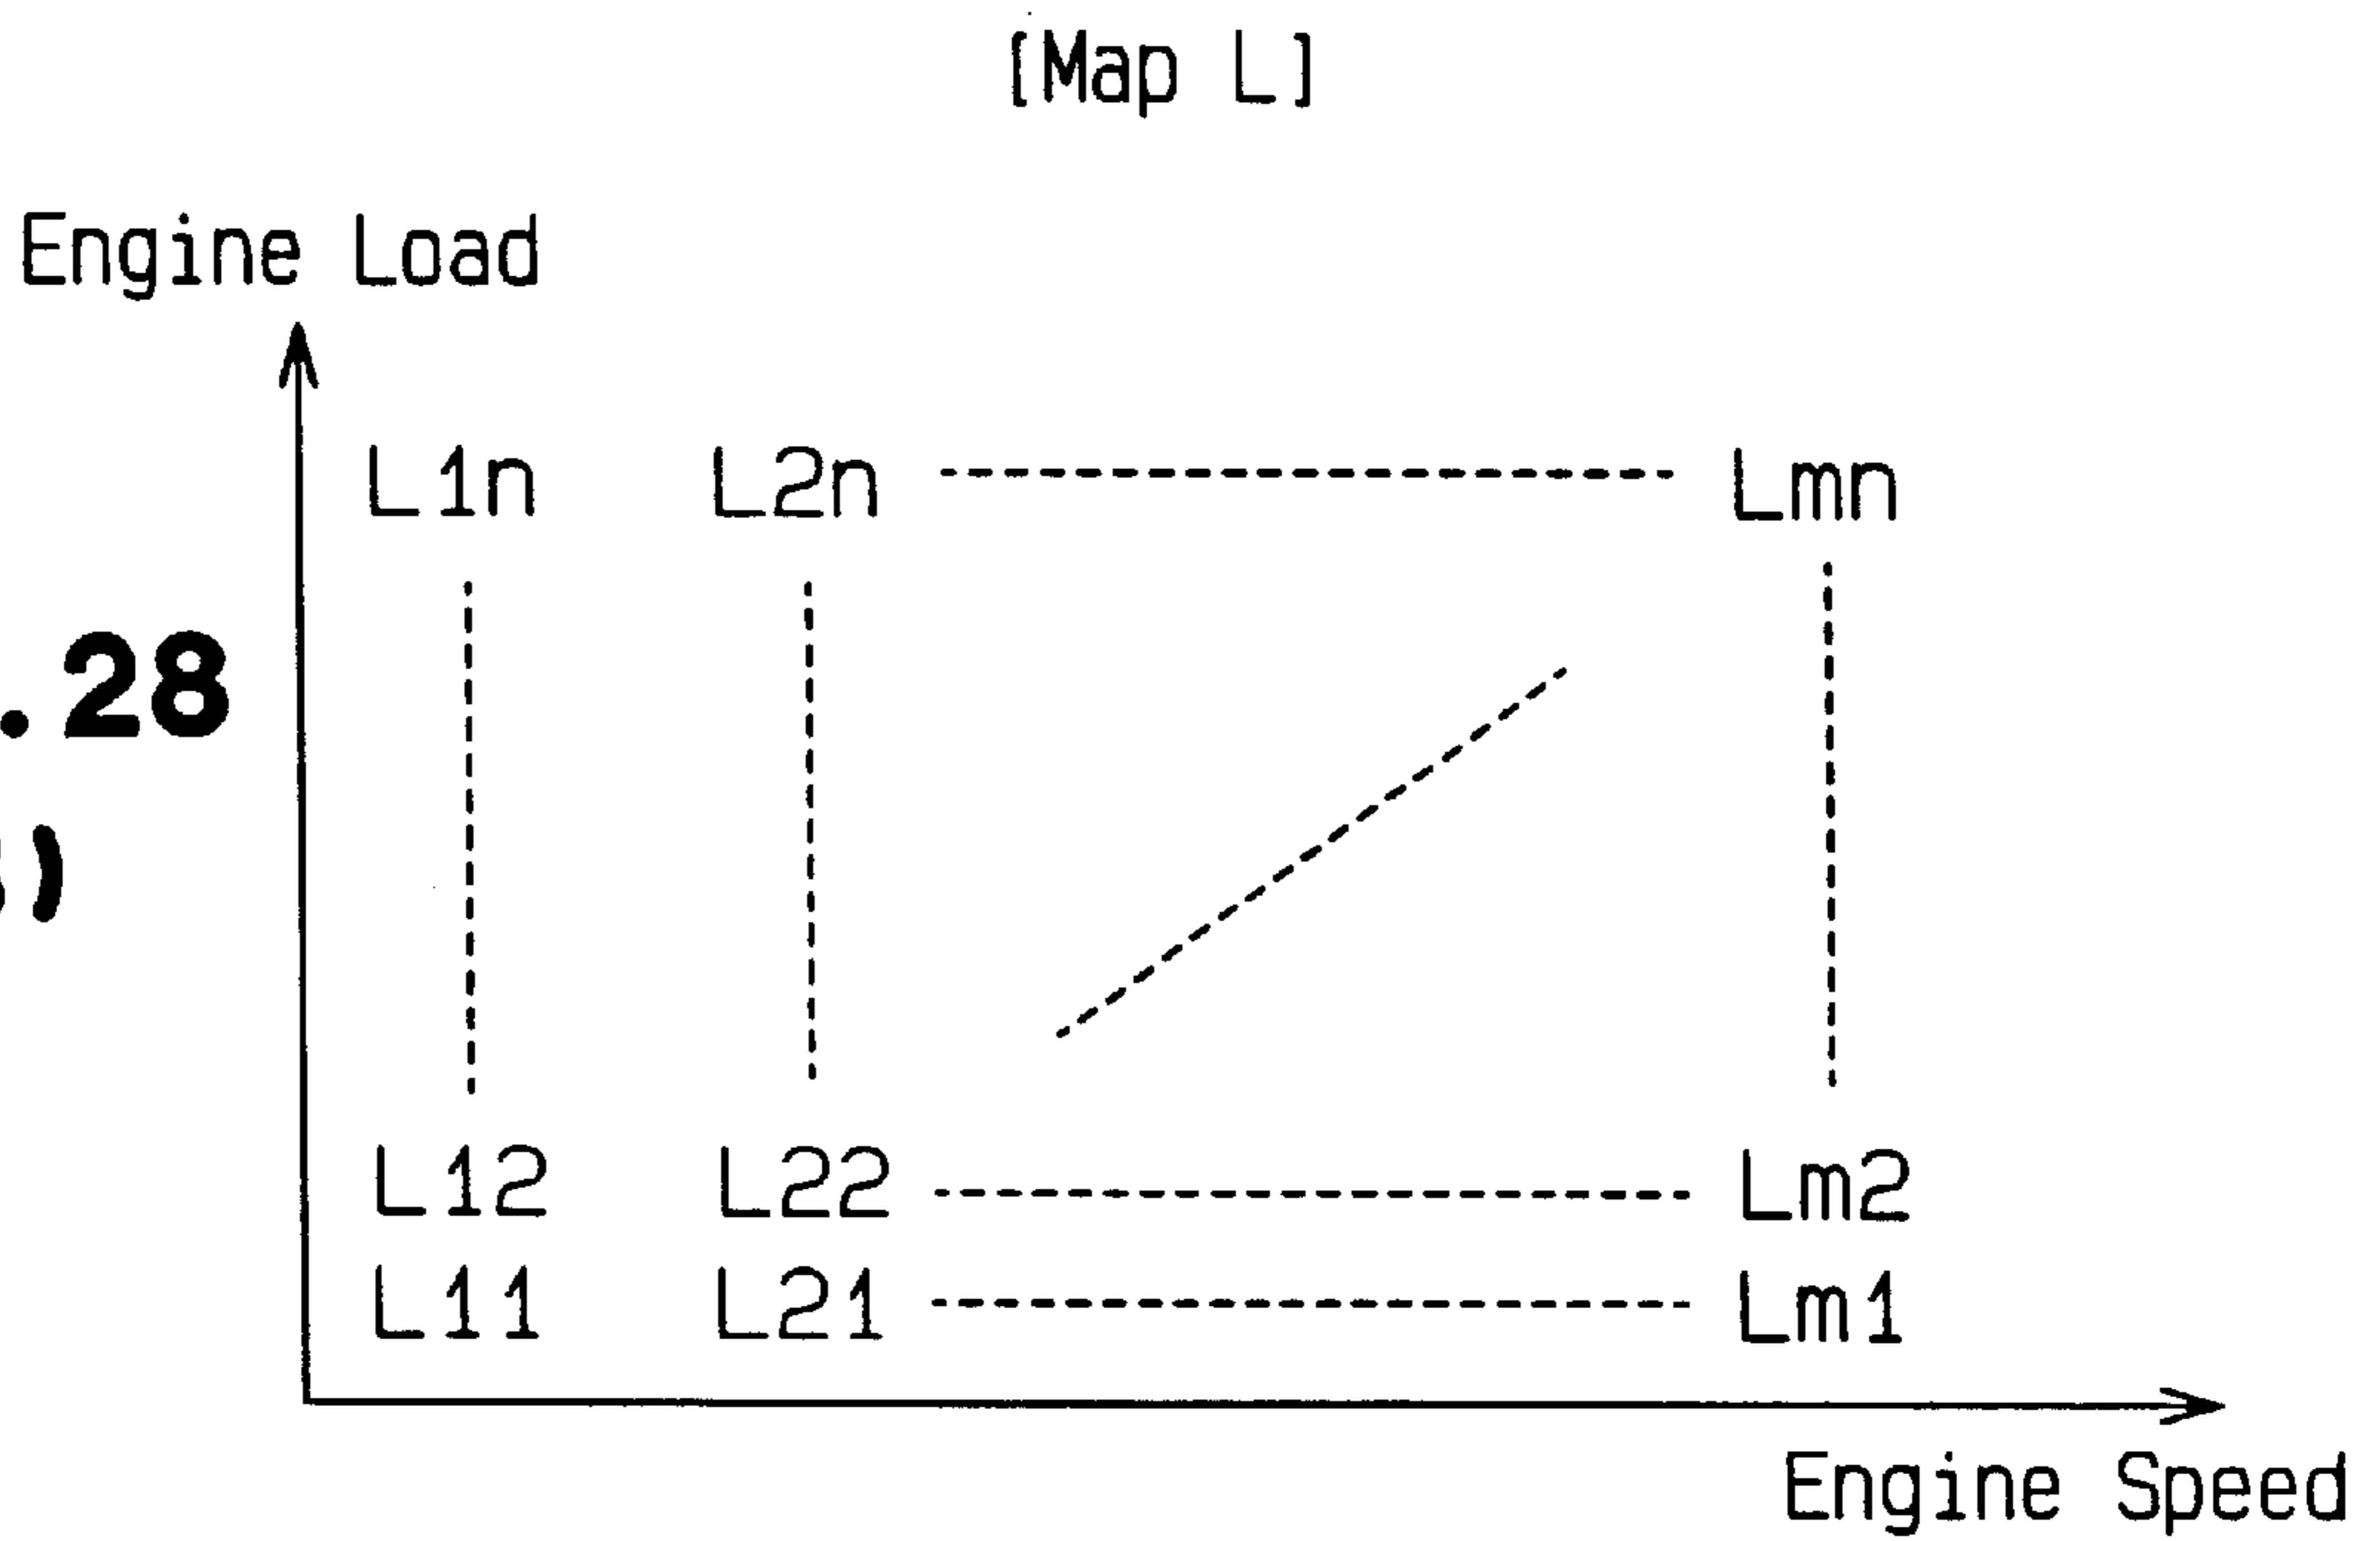 [Map L]
Engine Load
L1n L2n Lmn
.28
)
L12 L22 Lm2
L11 L21 Lm1
Engine Speed